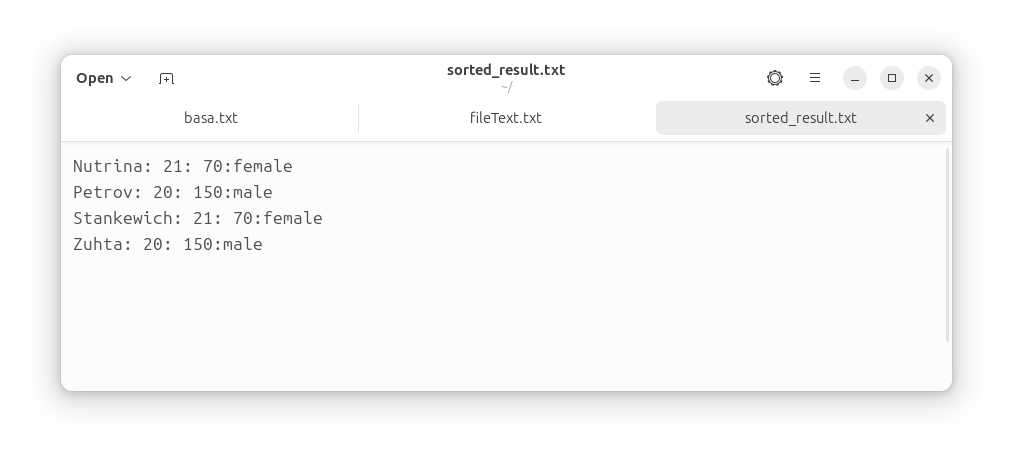 Open
sorted_result.txt
~/
basa.txt
fileText.txt
sorted_result.txt
Nutrina: 21: 70:female
Petrov: 20: 150:male
Stankewich: 21: 70:female
Zuhta: 20: 150:male